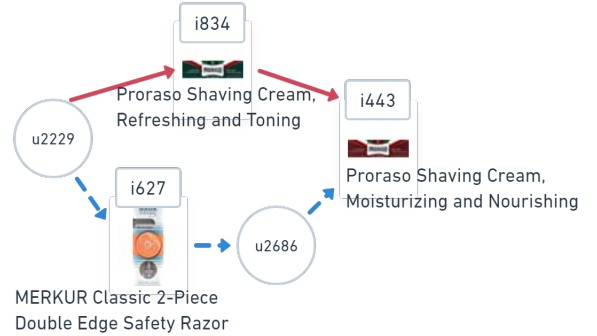 i834
Proraso Shaving Cream,
Refreshing and Toning
i443
Proraso Shaving Cream,
Moisturizing and Nourishing
u2229
i627
u2686
MERKUR Classic 2-Piece
Double Edge Safety Razor